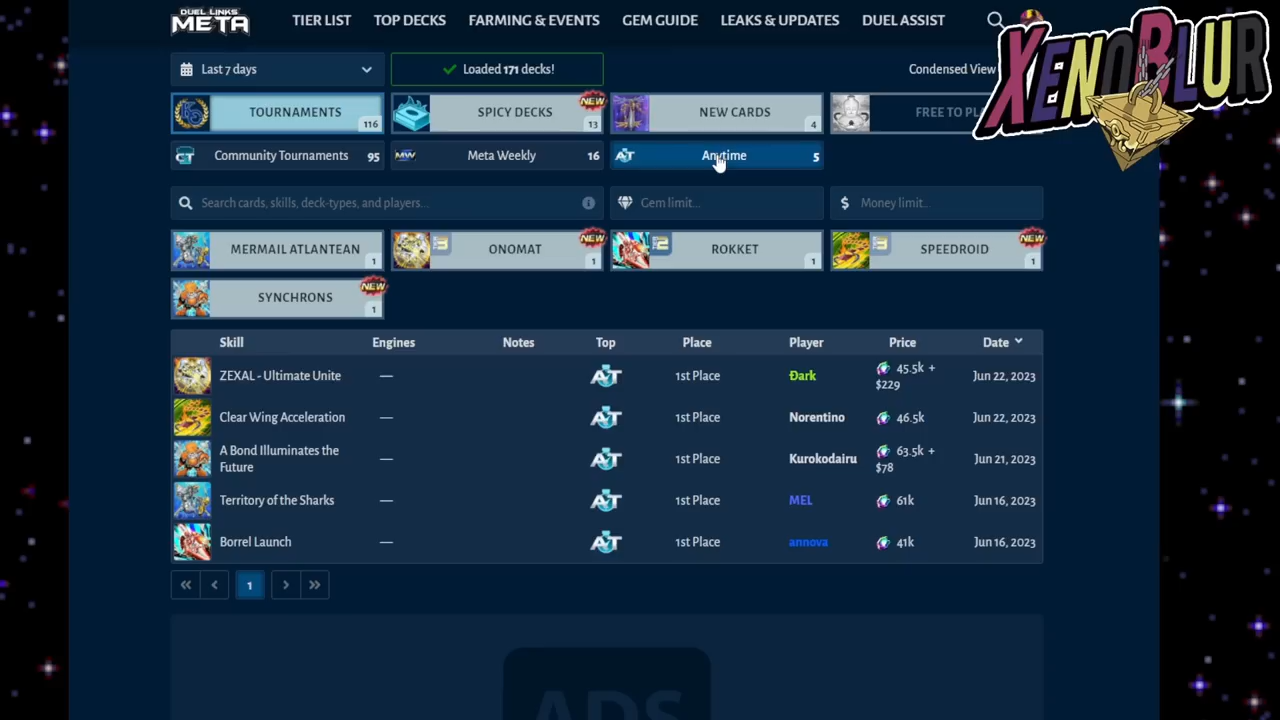 DUEL LINKS
META
TIER LIST
TOP DECKS
FARMING & EVENTS
GEM GUIDE
LEAKS & UPDATES
DUEL ASSIST
XENOBLUR
Last 7 days
Loaded 171 decks!
Condensed View
TOURNAMENTS
116
SPICY DECKS
NEW
13
NEW CARDS
4
FREE TO PL
Community Tournaments
95
Meta Weekly
16
Anytime
5
Search cards, skills, deck-types, and players...
Gem limit...
Money limit...
MERMAIL ATLANTEAN
1
ONOMAT
NEW
1
ROKKET
1
SPEEDROID
NEW
1
SYNCHRONS
NEW
1
Skill
Engines
Notes
Top
Place
Player
Price
Date
ZEXAL - Ultimate Unite
—
AT
1st Place
Ðark
45.5k +
$229
Jun 22, 2023
Clear Wing Acceleration
—
AT
1st Place
Norentino
46.5k
Jun 22, 2023
A Bond Illuminates the
Future
—
AT
1st Place
Kurokodairu
63.5k +
$78
Jun 21, 2023
Territory of the Sharks
—
AT
1st Place
MEL
61k
Jun 16, 2023
Borrel Launch
—
AT
1st Place
annova
41k
Jun 16, 2023
1
ADS